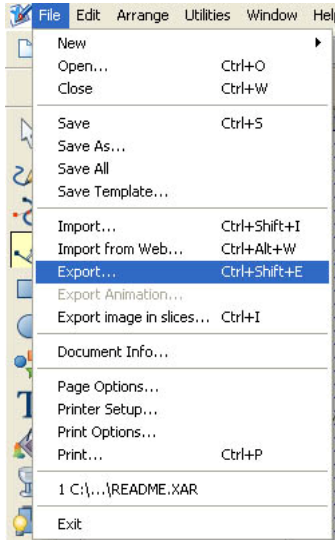 File Edit Arrange Utilities Window Hel
New
Open... Ctrl+O
Close Ctrl+W
Save Ctrl+S
Save As...
Save All
Save Template...
Import... Ctrl+Shift+I
Import from Web... Ctrl+Alt+W
Export... Ctrl+Shift+E
Export Animation...
Export image in slices... Ctrl+I
Document Info...
Page Options...
Printer Setup...
Print Options...
Print... Ctrl+P
1 C:\...\README.XAR
Exit
T